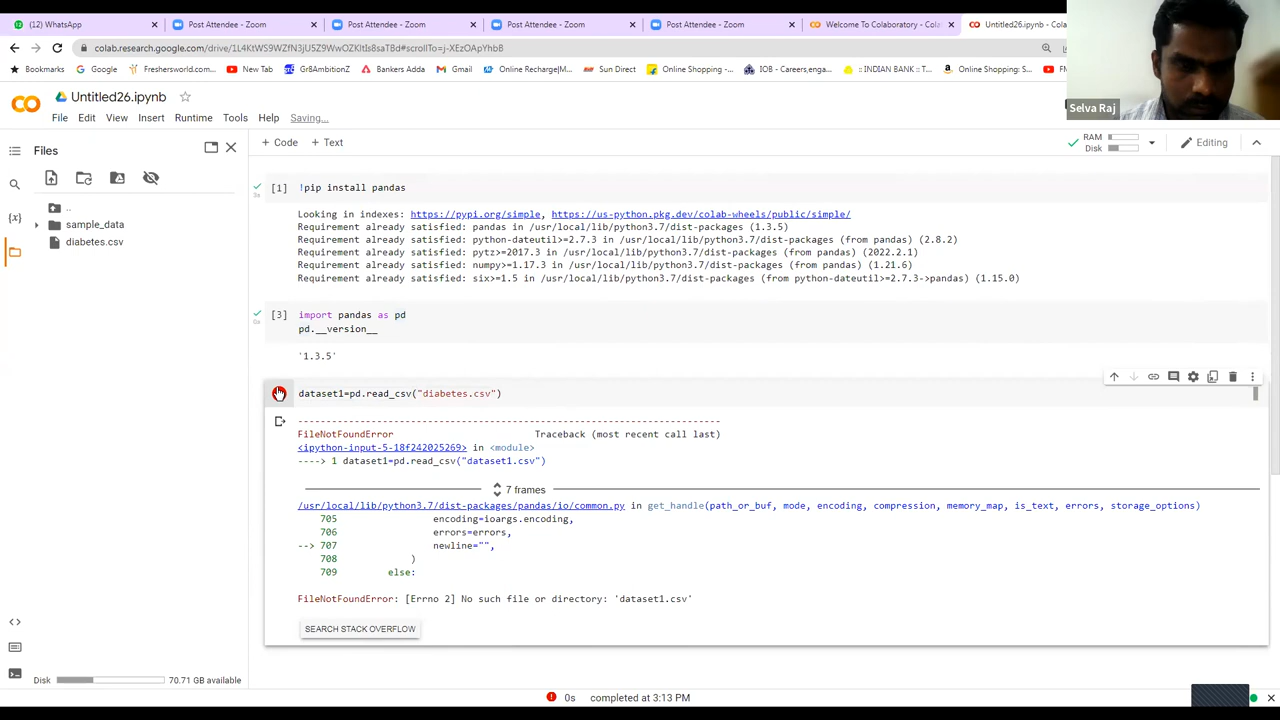 (12) WhatsApp
Post Attendee - Zoom
Post Attendee - Zoom
Post Attendee - Zoom
Post Attendee - Zoom
Welcome To Colaboratory - Colab
Untitled26.ipynb - Cola
colab.research.google.com/drive/1L4KtWS9WZfN3jU5Z9WwOZKltls8saTBd#scrollTo=j-XEzOApYhbB
Bookmarks
Google
Freshersworld.com...
New Tab
Gr8AmbitionZ
Bankers Adda
Gmail
Online Recharge|M...
Sun Direct
Online Shopping -...
IOB - Careers,enga...
:: INDIAN BANK ::
Online Shopping: S...
Selva Raj
Untitled26.ipynb
File
Edit
View
Insert
Runtime
Tools
Help
Saving...
Files
..
sample_data
diabetes.csv
+ Code
+ Text
RAM
Disk
Editing
[1]
!pip install pandas
Looking in indexes: https://pypi.org/simple, https://us-python.pkg.dev/colab-wheels/public/simple/
Requirement already satisfied: pandas in /usr/local/lib/python3.7/dist-packages (1.3.5)
Requirement already satisfied: python-dateutil>=2.7.3 in /usr/local/lib/python3.7/dist-packages (from pandas) (2.8.2)
Requirement already satisfied: pytz>=2017.3 in /usr/local/lib/python3.7/dist-packages (from pandas) (2022.2.1)
Requirement already satisfied: numpy>=1.17.3 in /usr/local/lib/python3.7/dist-packages (from pandas) (1.21.6)
Requirement already satisfied: six>=1.5 in /usr/local/lib/python3.7/dist-packages (from python-dateutil>=2.7.3->pandas) (1.15.0)
[3]
import pandas as pd
pd.__version__
'1.3.5'
dataset1=pd.read_csv("diabetes.csv")
---------------------------------------------------------------------------
FileNotFoundError Traceback (most recent call last)
<ipython-input-5-18f242025269> in <module>
----> 1 dataset1=pd.read_csv("dataset1.csv")
7 frames
/usr/local/lib/python3.7/dist-packages/pandas/io/common.py in get_handle(path_or_buf, mode, encoding, compression, memory_map, is_text, errors, storage_options)
705 encoding=ioargs.encoding,
706 errors=errors,
--> 707 newline="",
708 )
709 else:
FileNotFoundError: [Errno 2] No such file or directory: 'dataset1.csv'
SEARCH STACK OVERFLOW
Disk
70.71 GB available
0s
completed at 3:13 PM